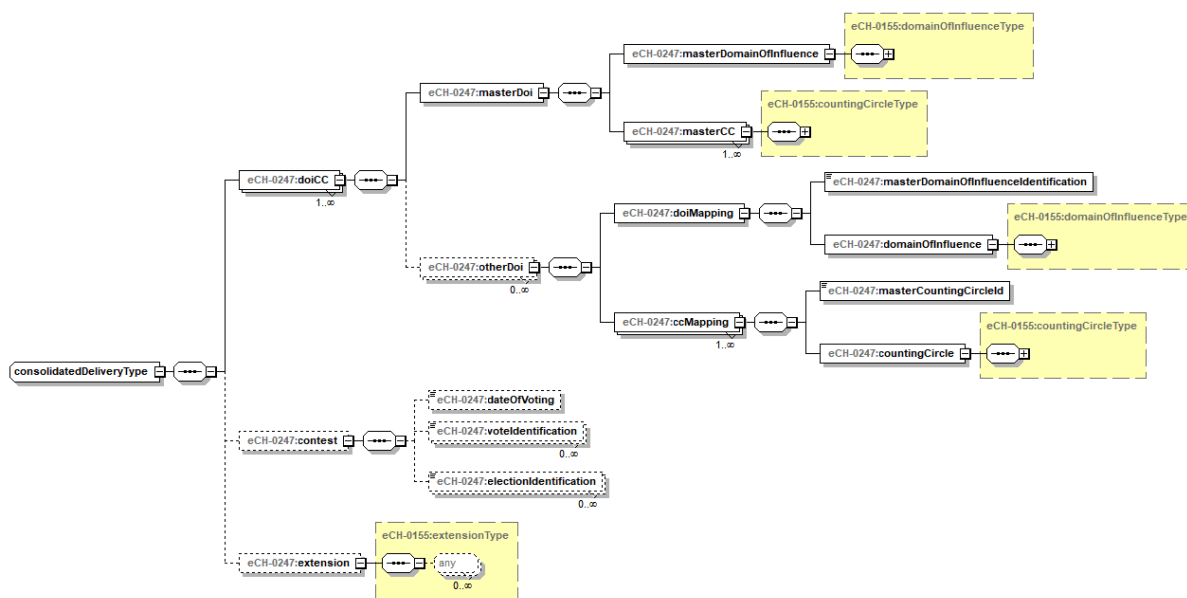 eCH-0155:domainOfInfluenceType
eCH-0247:masterDomainOfInfluence
eCH-0247:masterDoi
eCH-0155:countingCircleType
eCH-0247:masterCC
1..∞
eCH-0247:doiCC
1..∞
eCH-0247:masterDomainOfInfluenceIdentification
eCH-0247:doiMapping
eCH-0155:domainOfInfluenceType
eCH-0247:domainOfInfluence
eCH-0247:otherDoi
0..∞
eCH-0247:masterCountingCircleId
eCH-0247:ccMapping
1..∞
eCH-0155:countingCircleType
eCH-0247:countingCircle
consolidatedDeliveryType
eCH-0247:dateOfVoting
eCH-0247:contest
eCH-0247:voteIdentification
0..∞
eCH-0247:electionIdentification
0..∞
eCH-0155:extensionType
eCH-0247:extension
any
0..∞